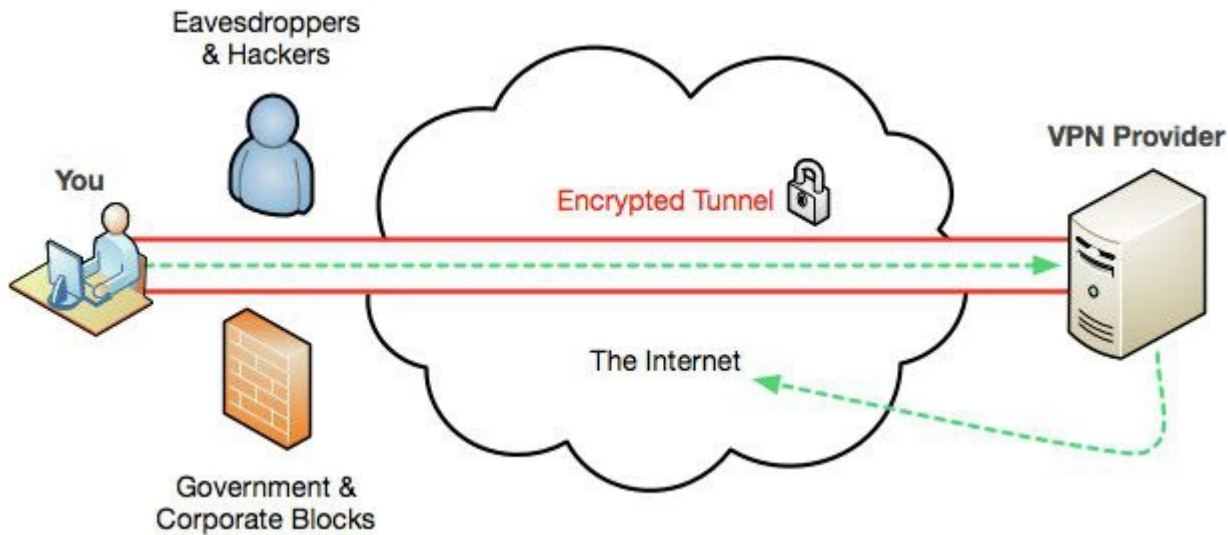 Eavesdroppers
& Hackers
VPN Provider
You
Encrypted Tunnel
The Internet
Government &
Corporate Blocks